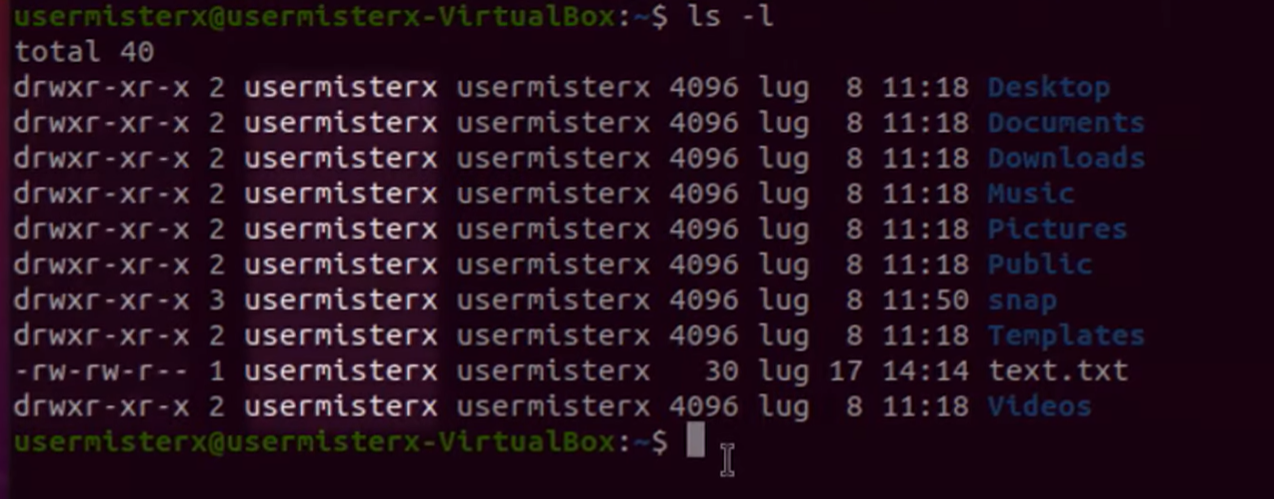 usermisterx@usermisterx-VirtualBox:~$ ls -l
total 40
drwxr-xr-x 2 usermisterx usermisterx 4096 lug  8 11:18 Desktop
drwxr-xr-x 2 usermisterx usermisterx 4096 lug  8 11:18 Documents
drwxr-xr-x 2 usermisterx usermisterx 4096 lug  8 11:18 Downloads
drwxr-xr-x 2 usermisterx usermisterx 4096 lug  8 11:18 Music
drwxr-xr-x 2 usermisterx usermisterx 4096 lug  8 11:18 Pictures
drwxr-xr-x 2 usermisterx usermisterx 4096 lug  8 11:18 Public
drwxr-xr-x 3 usermisterx usermisterx 4096 lug  8 11:50 snap
drwxr-xr-x 2 usermisterx usermisterx 4096 lug  8 11:18 Templates
-rw-rw-r-- 1 usermisterx usermisterx   30 lug 17 14:14 text.txt
drwxr-xr-x 2 usermisterx usermisterx 4096 lug  8 11:18 Videos
usermisterx@usermisterx-VirtualBox:~$